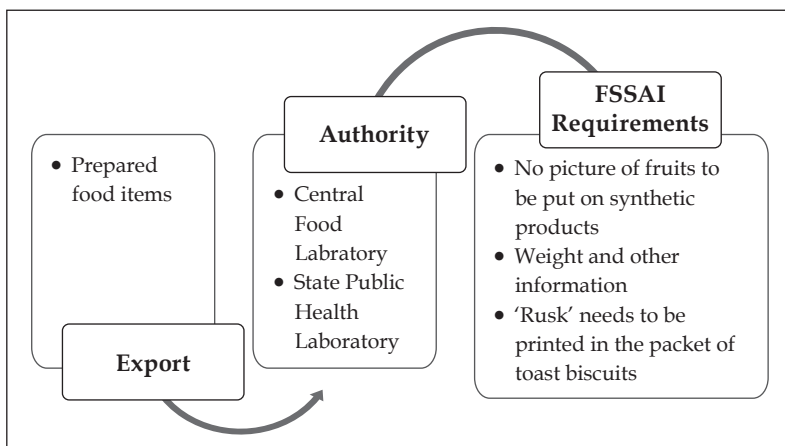 • Prepared
food items
Export
Authority
• Central
Food
Labratory
• State Public
Health
Laboratory
FSSAI
Requirements
• No picture of fruits to
be put on synthetic
products
• Weight and other
information
• ‘Rusk’ needs to be
printed in the packet of
toast biscuits